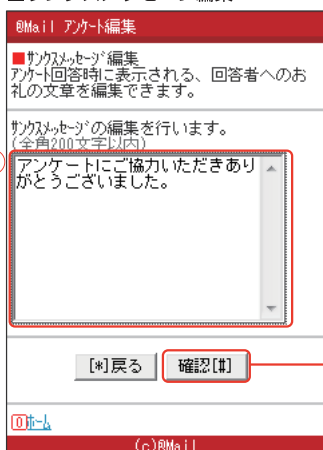 ®Mail ｱﾝｹｰﾄ編集
■ｻﾝｸｽﾒｯｾｰｼﾞ編集
ｱﾝｹｰﾄ回答時に表示される、回答者へのお
礼の文章を編集できます。
ｻﾝｸｽﾒｯｾｰｼﾞの編集を行います。
(全角200文字以内)
アンケートにご協力いただきあり
がとうございました。
[*]戻る 確認[#]
0ﾎｰﾑ
(c)®Mail